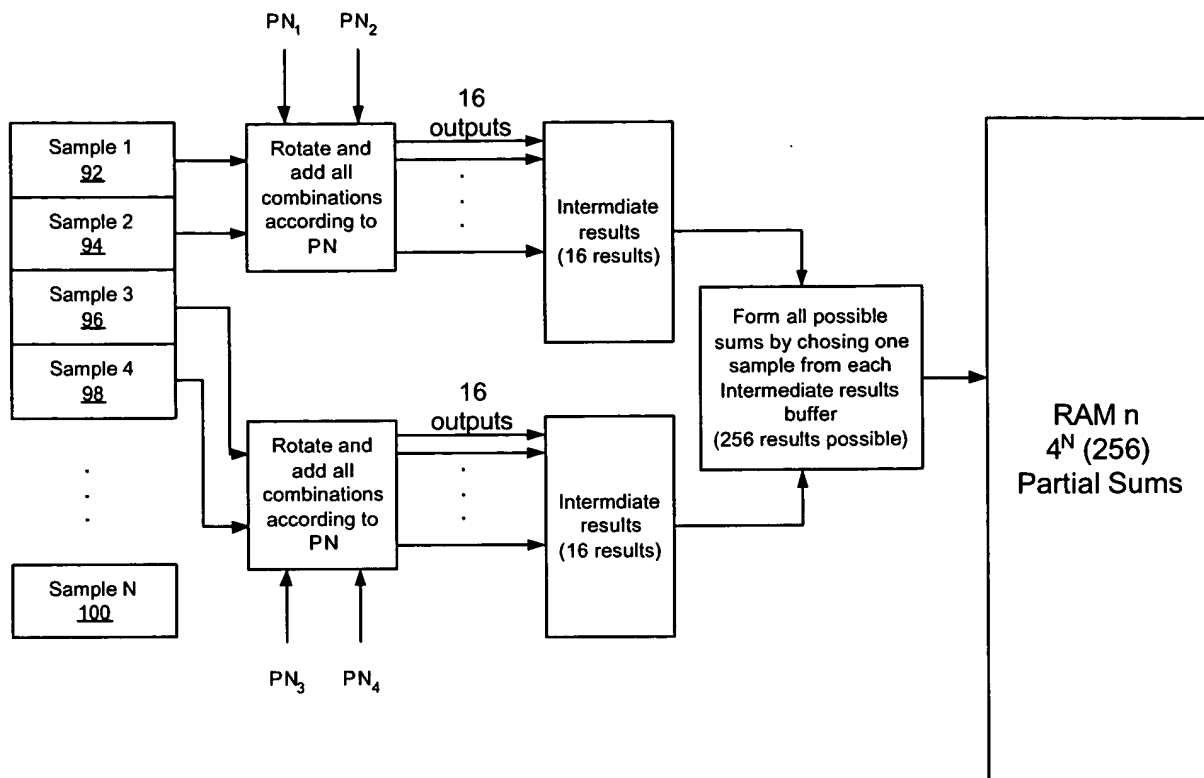 PN₁ PN₂
16
outputs
Sample 1
92
Sample 2
94
Sample 3
96
Sample 4
98
Sample N
100
Rotate and
add all
combinations
according to
PN
Intermdiate
results
(16 results)
Form all possible
sums by chosing one
sample from each
Intermediate results
buffer
(256 results possible)
RAM n
4ᴺ (256)
Partial Sums
16
outputs
Rotate and
add all
combinations
according to
PN
Intermdiate
results
(16 results)
PN₃ PN₄